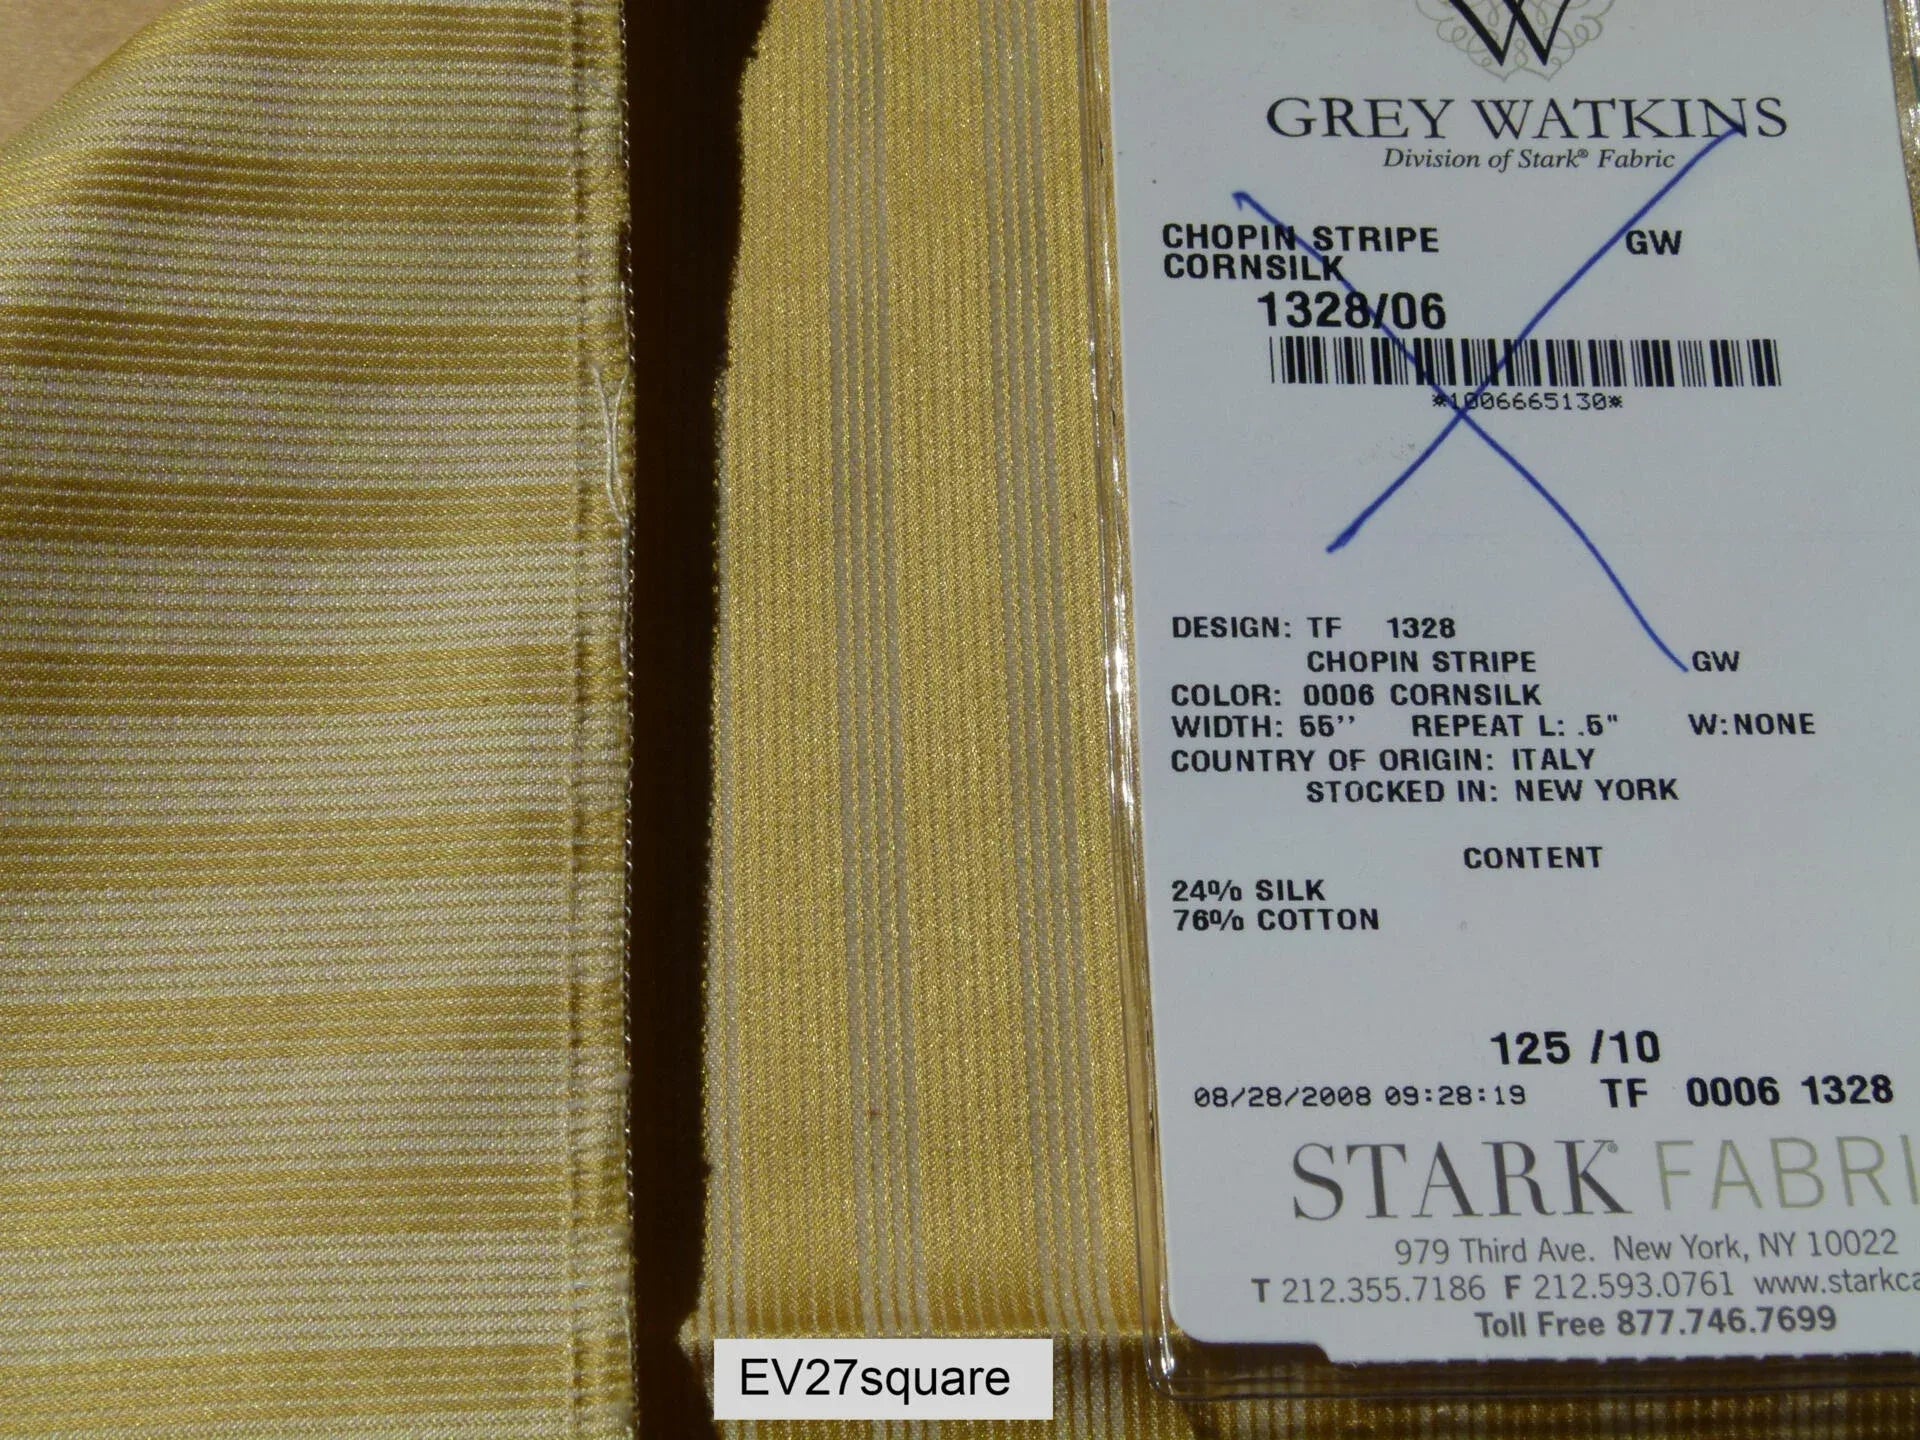 W
GREY WATKINS
Division of Stark® Fabric
CHOPIN STRIPE GW
CORNSILK
1328/06
*1006665130*
DESIGN: TF 1328
CHOPIN STRIPE GW
COLOR: 0006 CORNSILK
WIDTH: 55’’ REPEAT L: .5" W:NONE
COUNTRY OF ORIGIN: ITALY
STOCKED IN: NEW YORK
CONTENT
24% SILK
76% COTTON
125 /10
08/28/2008 09:28:19 TF 0006 1328
STARK® FABRI
979 Third Ave. New York, NY 10022
T 212.355.7186 F 212.593.0761 www.starkca
Toll Free 877.746.7699
EV27square